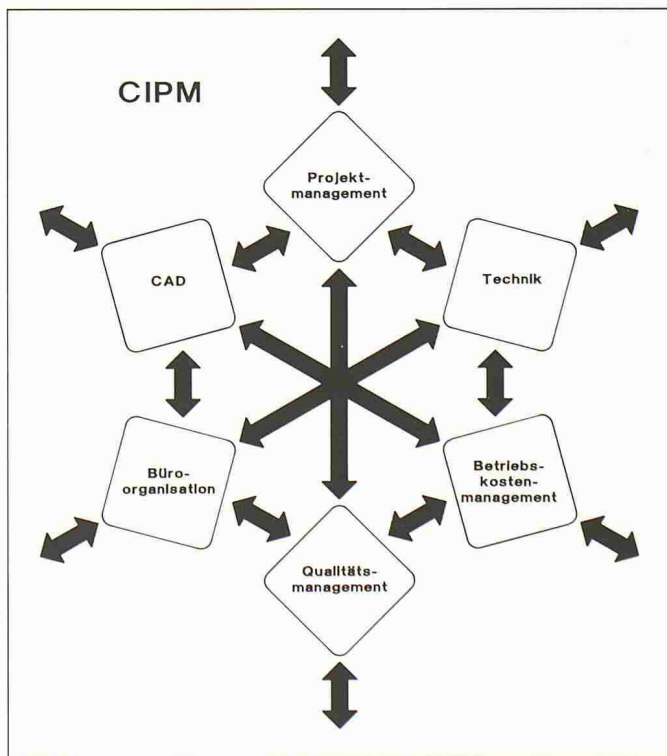 CIPM
Projekt-
management
CAD
Technik
Büro-
organisation
Betriebs-
kosten-
management
Qualitäts-
management